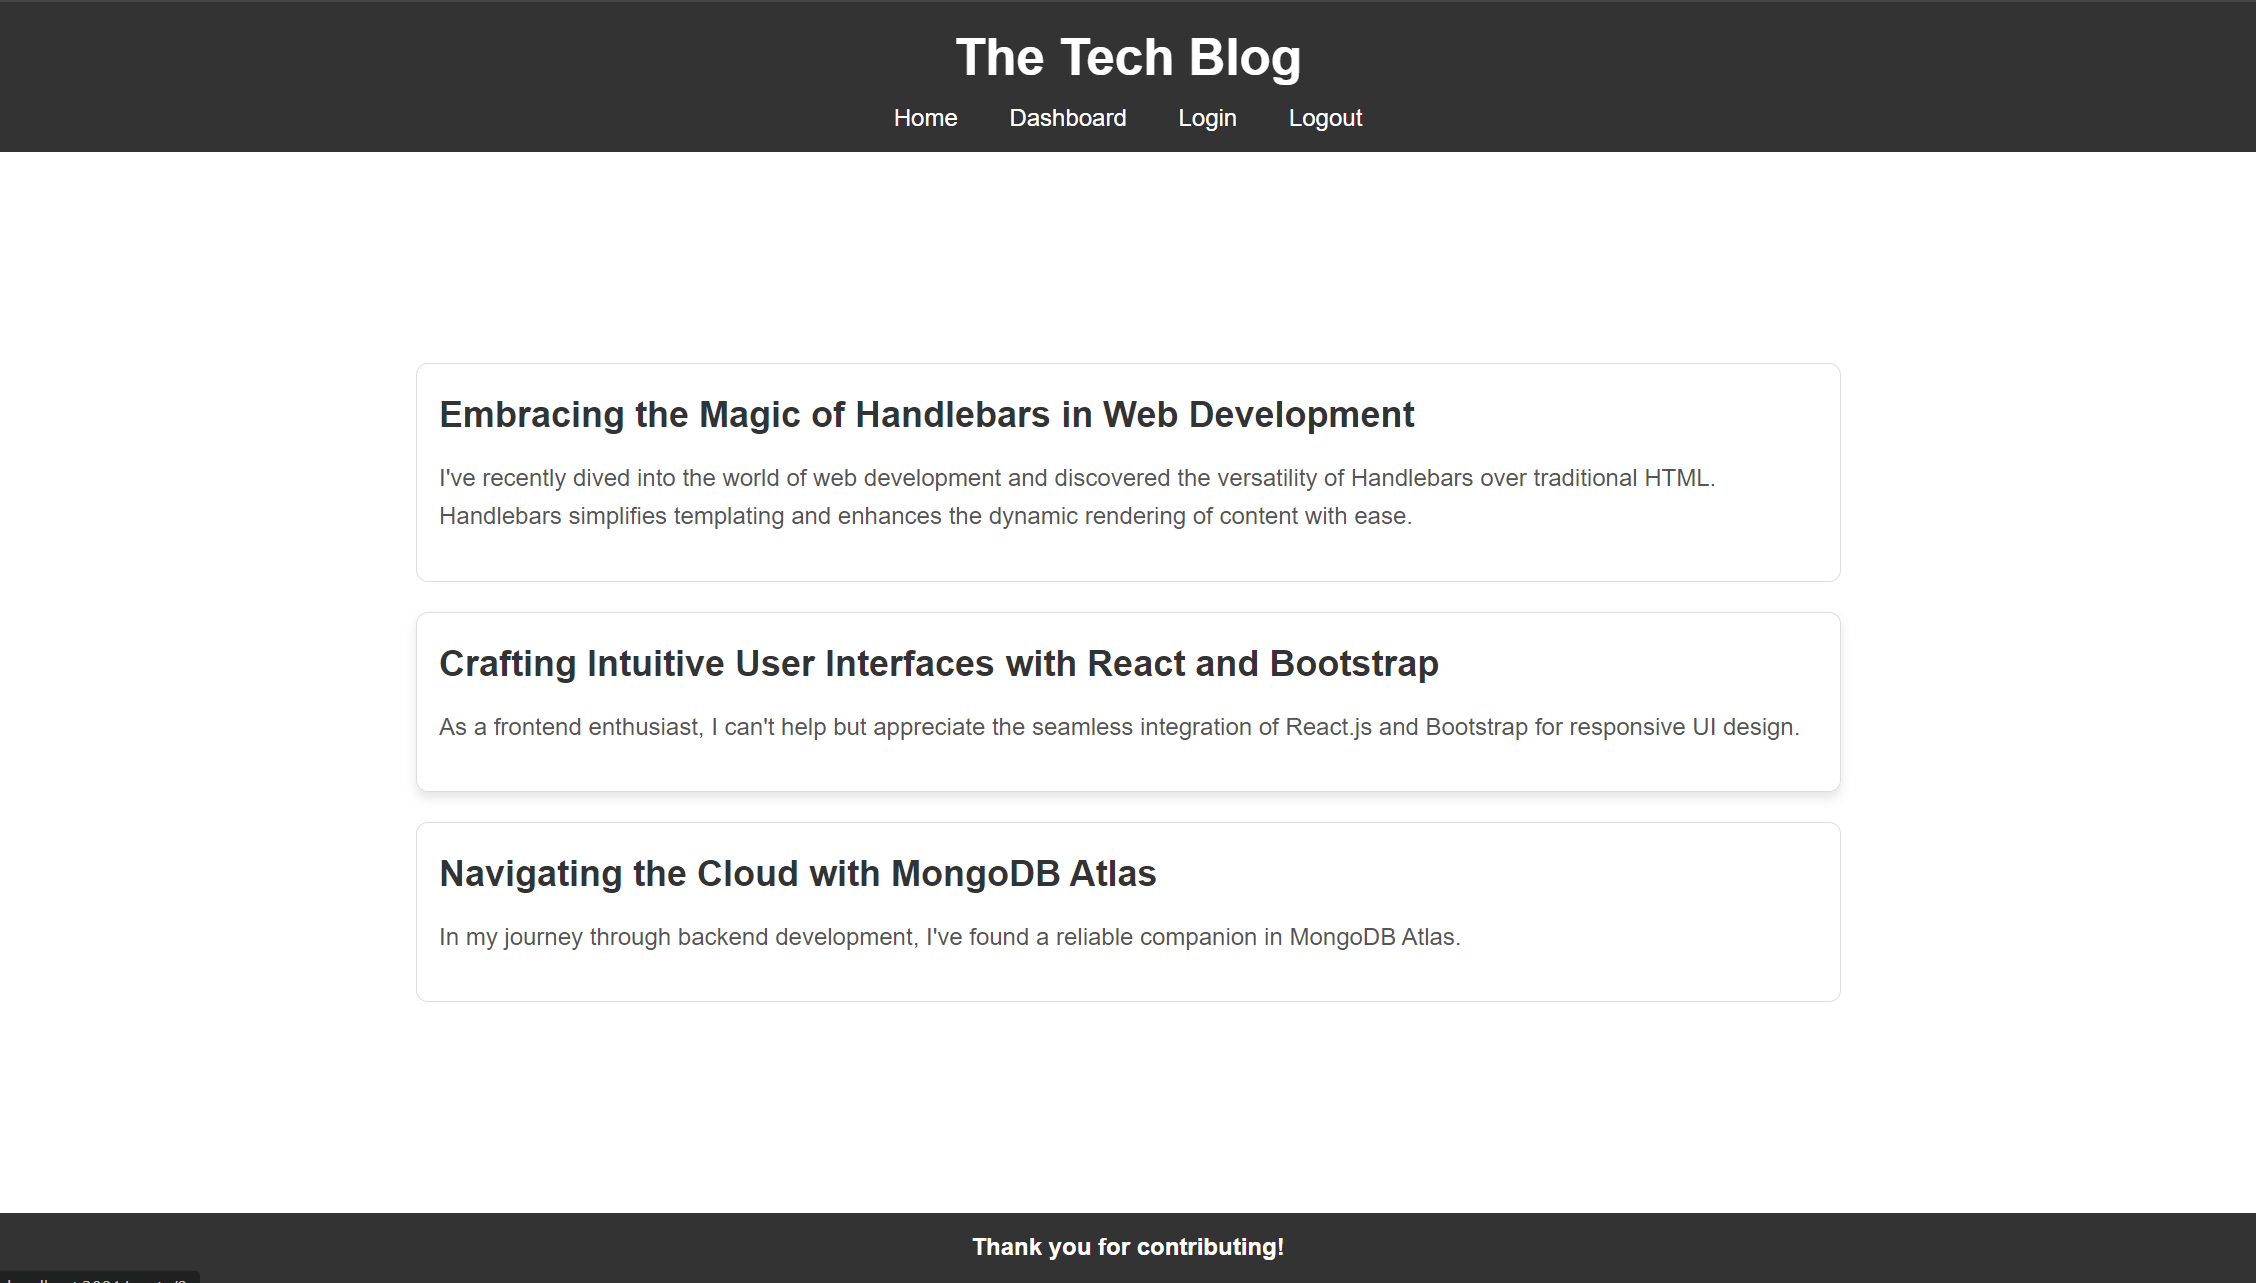 The Tech Blog
Home Dashboard Login Logout
Embracing the Magic of Handlebars in Web Development
I've recently dived into the world of web development and discovered the versatility of Handlebars over traditional HTML.
Handlebars simplifies templating and enhances the dynamic rendering of content with ease.
Crafting Intuitive User Interfaces with React and Bootstrap
As a frontend enthusiast, I can't help but appreciate the seamless integration of React.js and Bootstrap for responsive UI design.
Navigating the Cloud with MongoDB Atlas
In my journey through backend development, I've found a reliable companion in MongoDB Atlas.
Thank you for contributing!